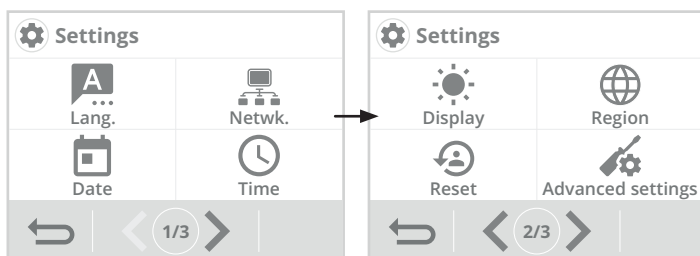 Settings
A
Lang.
Netwk.
Date
Time
1/3
Settings
Display
Region
Reset
Advanced settings
2/3